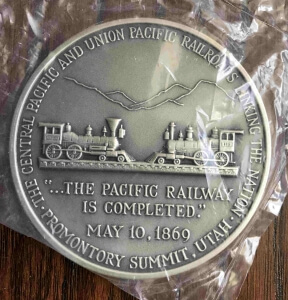 THE CENTRAL PACIFIC AND UNION PACIFIC RAILROADS LINKING THE NATION.
"...THE PACIFIC RAILWAY
IS COMPLETED."
MAY 10, 1869
PROMONTORY SUMMIT, UTAH